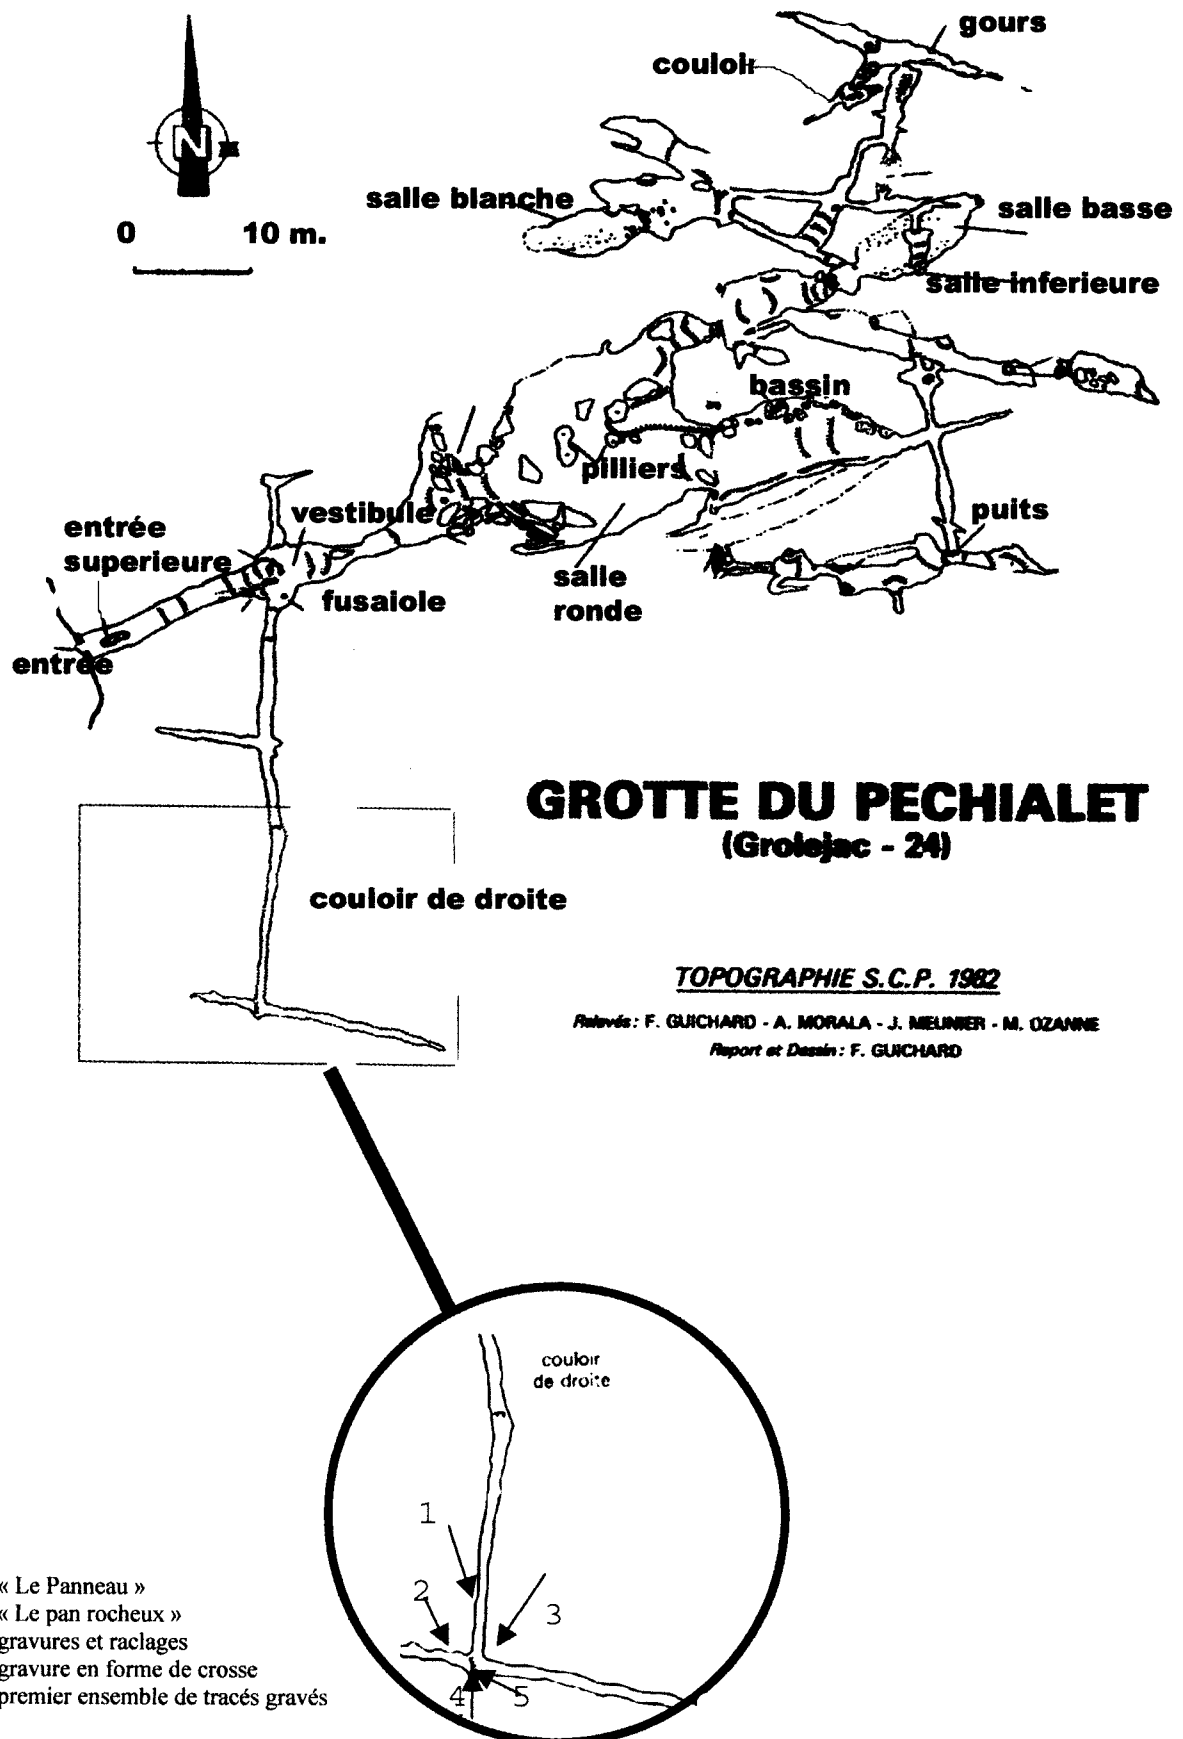 gours
couloir
N
salle blanche
salle basse
0 10 m.
salle inferieure
bassin
pilliers
vestibule
entrée
superieure
puits
salle
ronde
fusaiole
entrée
GROTTE DU PECHIALET
(Grolejac - 24)
couloir de droite
TOPOGRAPHIE S.C.P. 1982
Relevés : F. GUICHARD - A. MORALA - J. MEUNIER - M. OZANNE
Report et Dessin : F. GUICHARD
couloir
de droite
1
2
3
4
5
« Le Panneau »
« Le pan rocheux »
gravures et raclages
gravure en forme de crosse
premier ensemble de tracés gravés